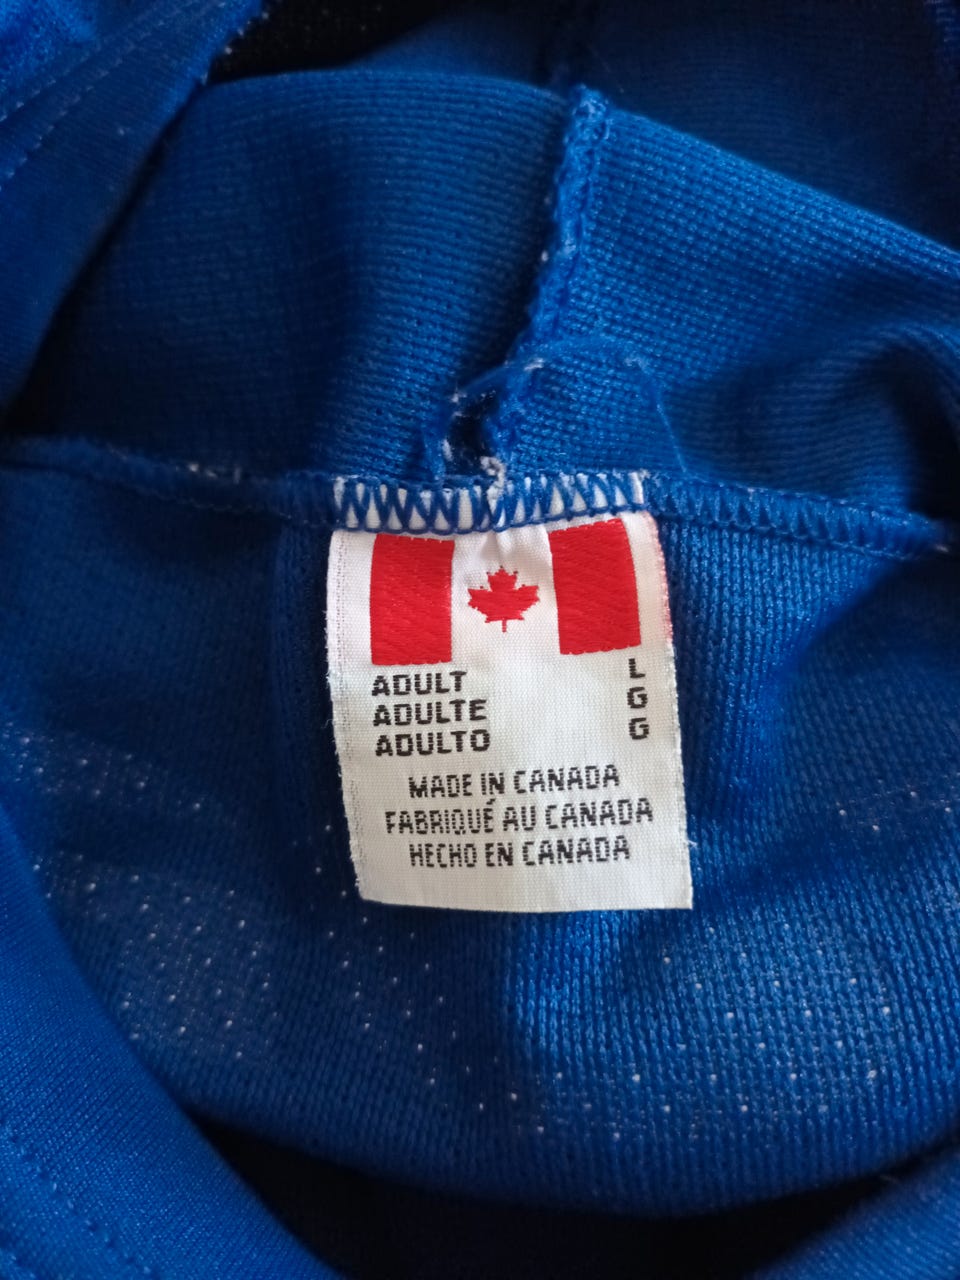 ADULT L
ADULTE G
ADULTO G
MADE IN CANADA
FABRIQUÉ AU CANADA
HECHO EN CANADA